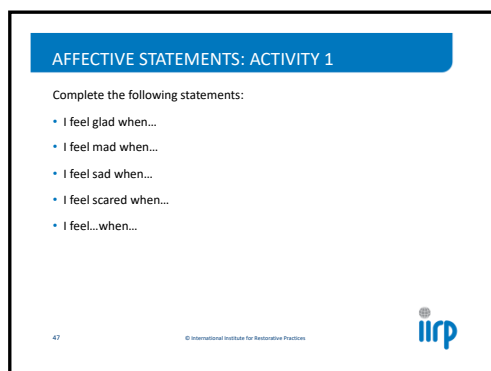 AFFECTIVE STATEMENTS: ACTIVITY 1
Complete the following statements:
• I feel glad when…
• I feel mad when…
• I feel sad when…
• I feel scared when…
• I feel…when…
47
© International Institute for Restorative Practices
iirp